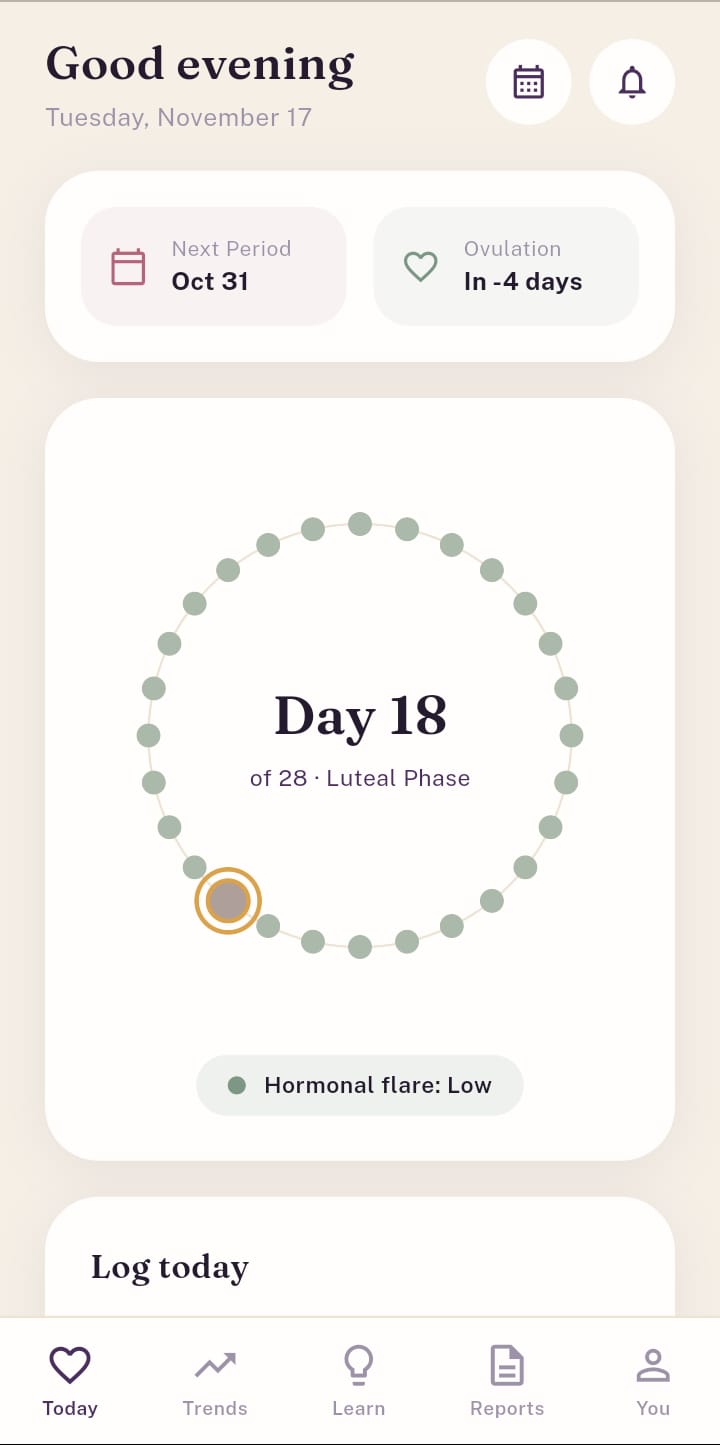 Good evening
Tuesday, November 17
Next Period
Oct 31
Ovulation
In -4 days
Day 18
of 28 · Luteal Phase
Hormonal flare: Low
Log today
Today
Trends
Learn
Reports
You